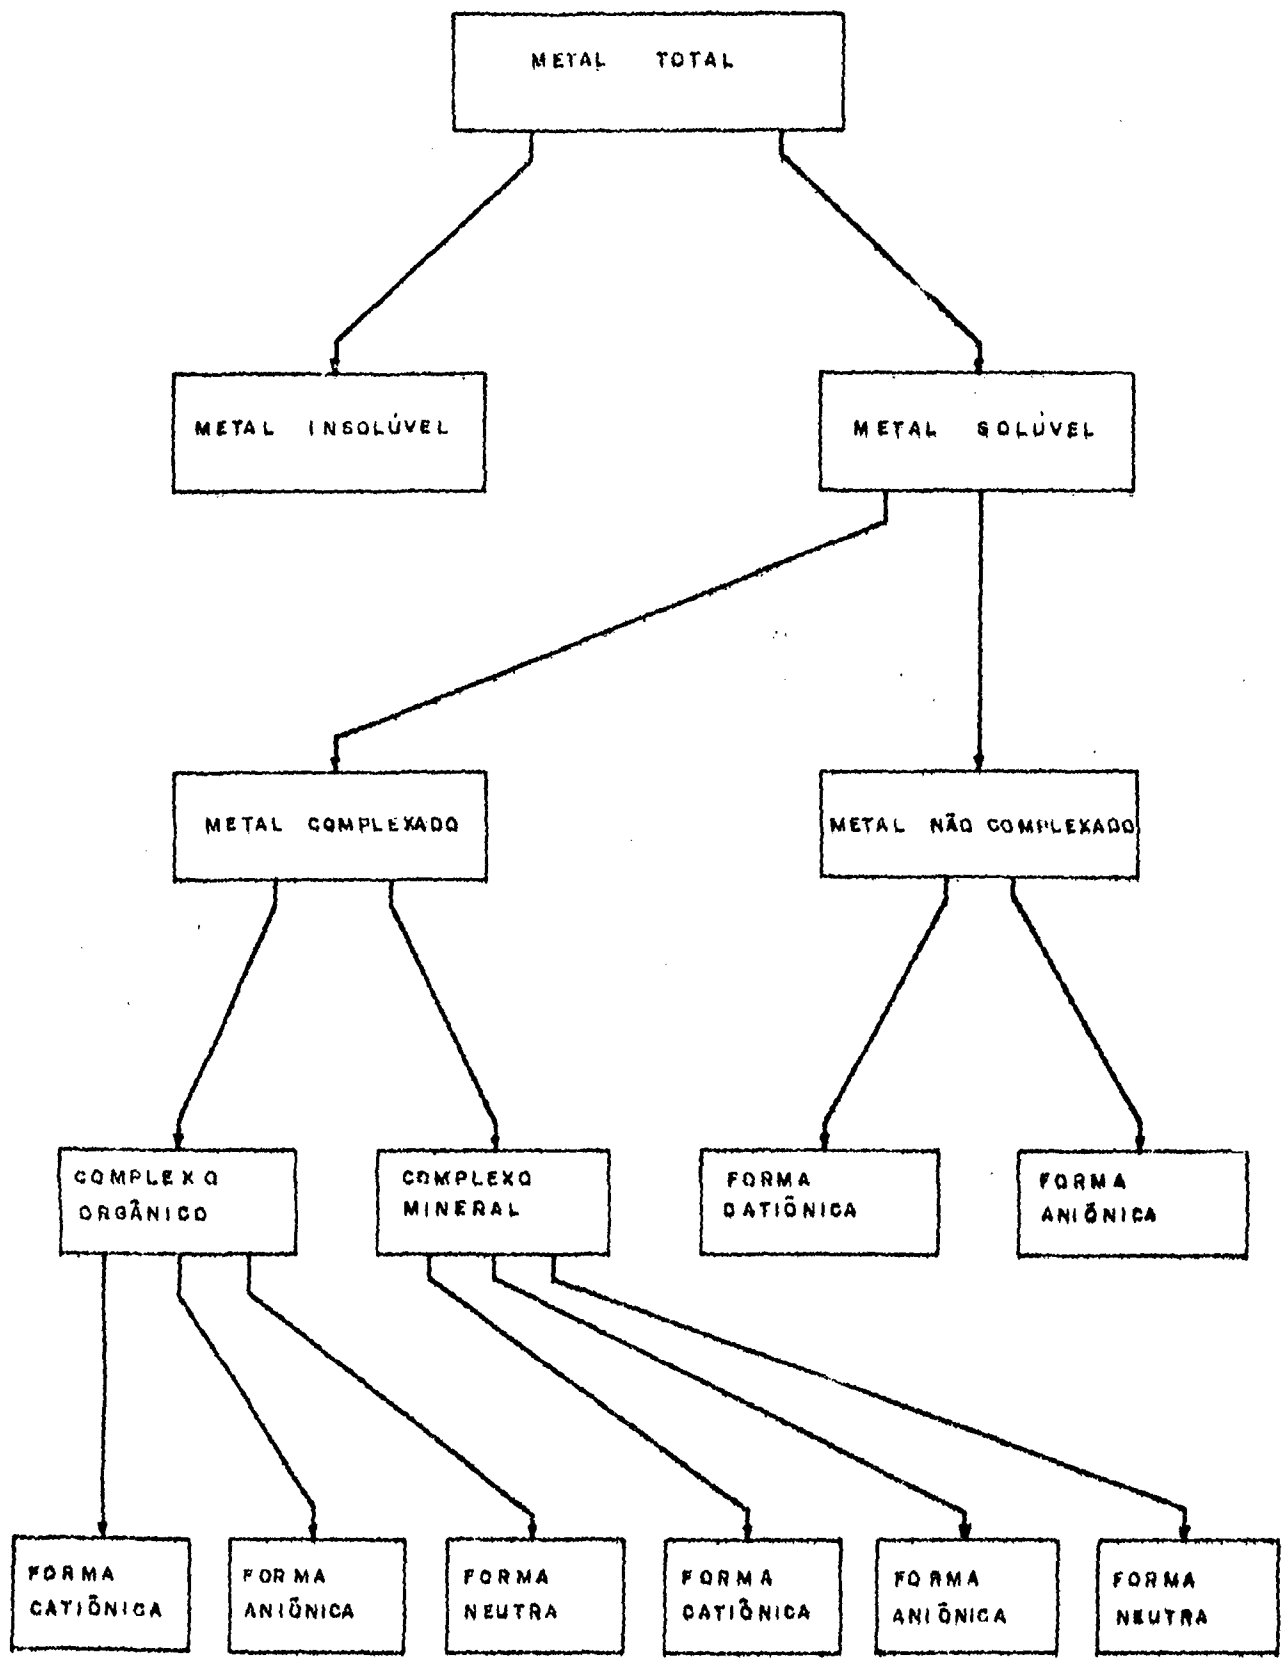 METAL TOTAL
METAL INSOLÚVEL
METAL SOLÚVEL
METAL COMPLEXADO
METAL NÃO COMPLEXADO
COMPLEXO
ORGÂNICO
COMPLEXO
MINERAL
FORMA
CATIÔNICA
FORMA
ANIÔNICA
FORMA
CATIÔNICA
FORMA
ANIÔNICA
FORMA
NEUTRA
FORMA
CATIÔNICA
FORMA
ANIÔNICA
FORMA
NEUTRA